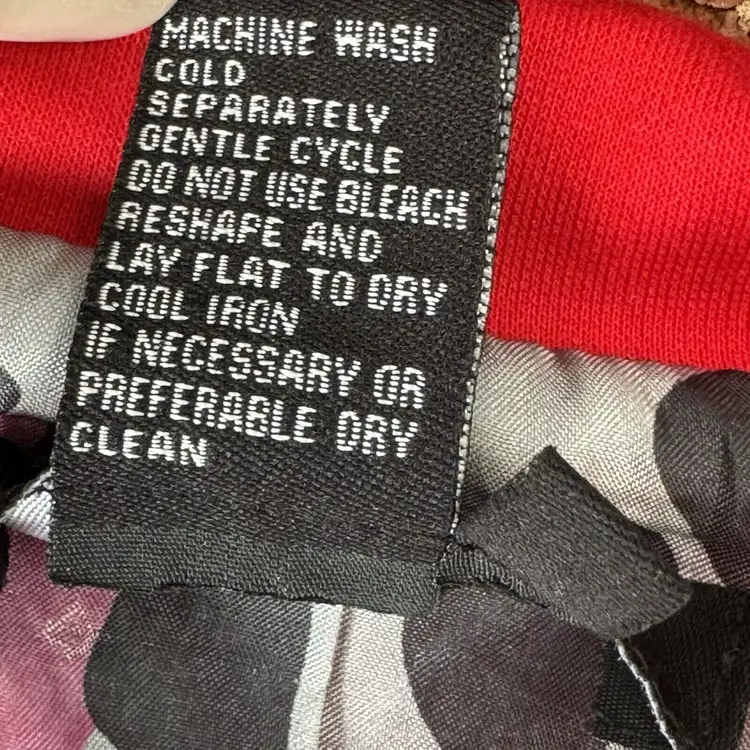 MACHINE WASH
COLD
SEPARATELY
GENTLE CYCLE
DO NOT USE BLEACH
RESHAPE AND
LAY FLAT TO DRY
COOL IRON
IF NECESSARY OR
PREFERABLE DRY
CLEAN